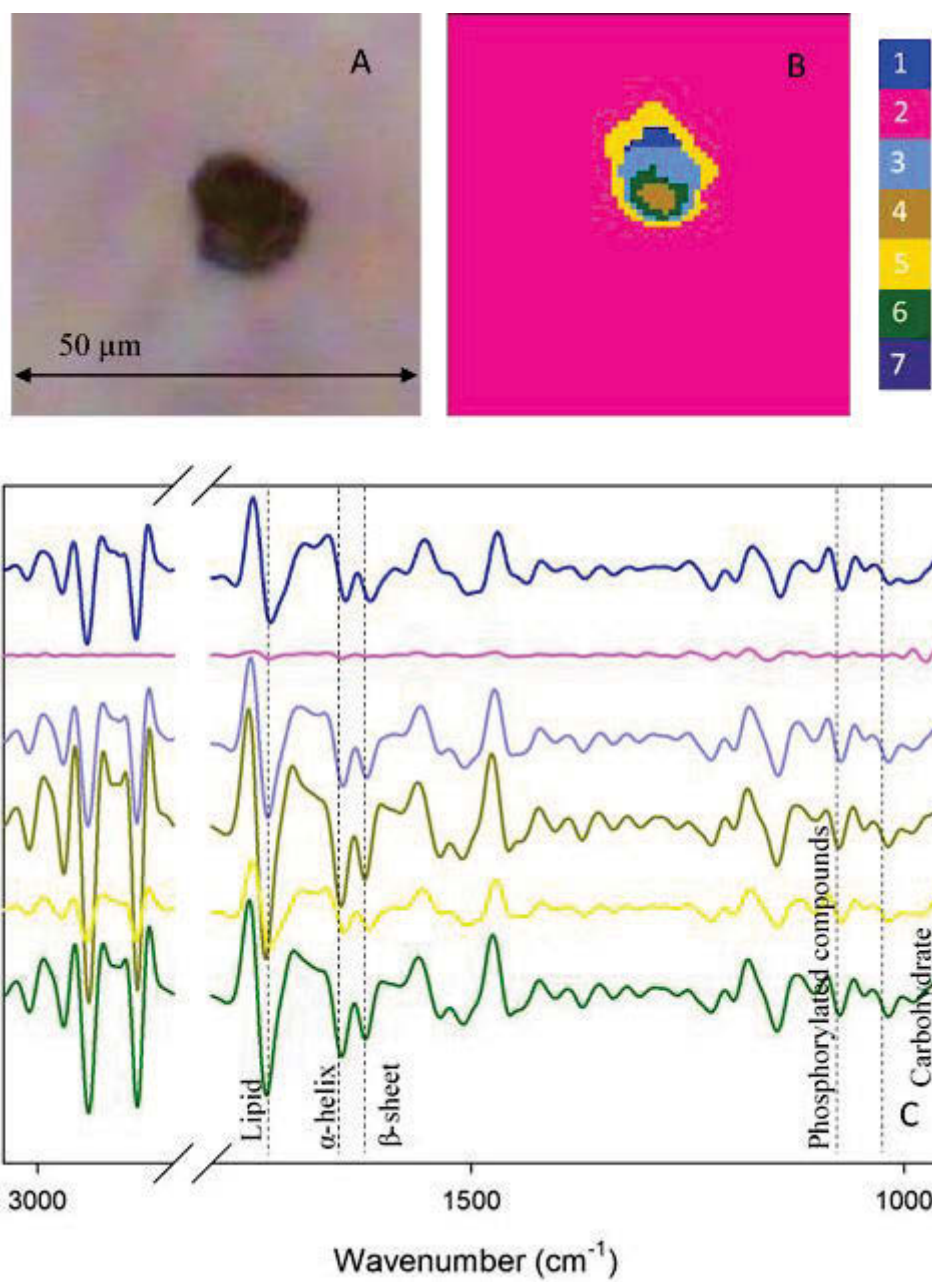 A
B
50 μm
1
2
3
4
5
6
7
Lipid
α-helix
β-sheet
Phosphorylated compounds
Carbohydrate
C
3000
1500
1000
Wavenumber (cm⁻¹)